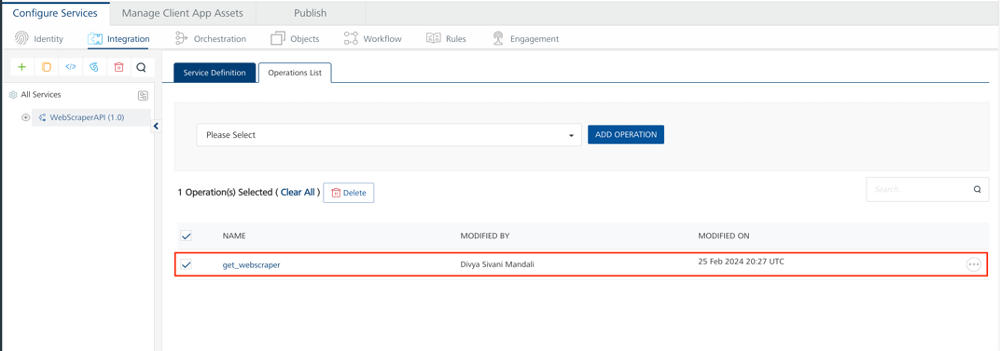 Configure Services
Manage Client App Assets
Publish
Identity
Integration
Orchestration
Objects
Workflow
Rules
Engagement
Service Definition
Operations List
All Services
WebScraperAPI (1.0)
Please Select
ADD OPERATION
1 Operation(s) Selected ( Clear All )
Delete
Search...
NAME
MODIFIED BY
MODIFIED ON
get_webscraper
Divya Sivani Mandali
25 Feb 2024 20:27 UTC